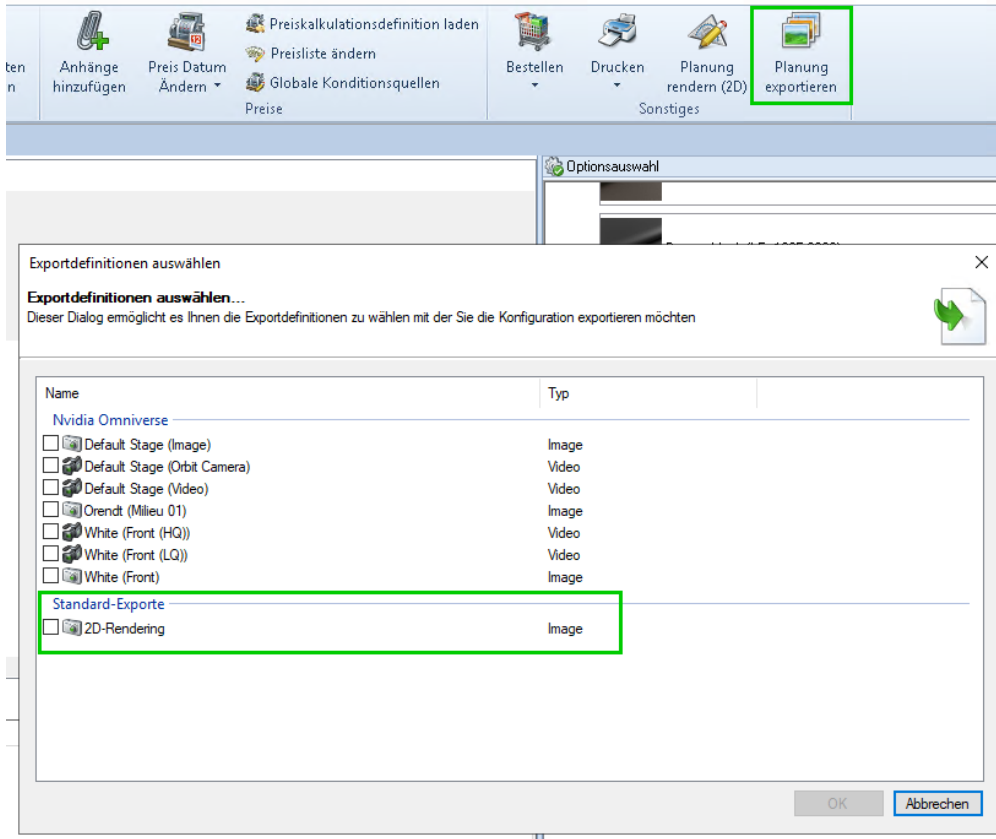 Preiskalkulationsdefinition laden
Preisliste ändern
Globale Konditionsquellen
Anhänge
hinzufügen
Preis Datum
Ändern
Preise
Bestellen
Drucken
Planung
rendern (2D)
Planung
exportieren
Sonstiges
Optionsauswahl
Exportdefinitionen auswählen
Exportdefinitionen auswählen...
Dieser Dialog ermöglicht es Ihnen die Exportdefinitionen zu wählen mit der Sie die Konfiguration exportieren möchten
Name Typ
Nvidia Omniverse
Default Stage (Image) Image
Default Stage (Orbit Camera) Video
Default Stage (Video) Video
Orendt (Milieu 01) Image
White (Front (HQ)) Video
White (Front (LQ)) Video
White (Front) Image
Standard-Exporte
2D-Rendering Image
OK Abbrechen